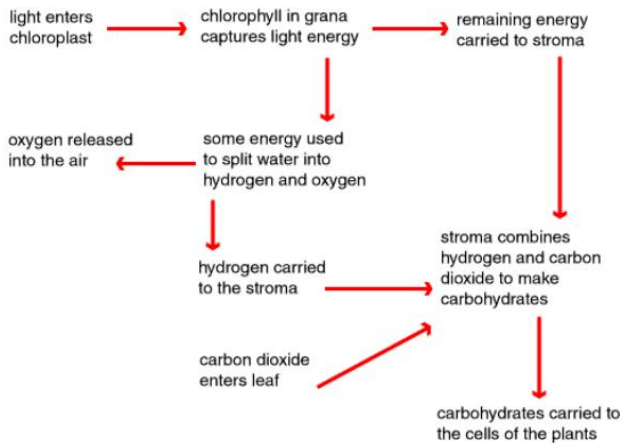 light enters
chloroplast
chlorophyll in grana
captures light energy
remaining energy
carried to stroma
oxygen released
into the air
some energy used
to split water into
hydrogen and oxygen
hydrogen carried
to the stroma
stroma combines
hydrogen and carbon
dioxide to make
carbohydrates
carbon dioxide
enters leaf
carbohydrates carried to
the cells of the plants